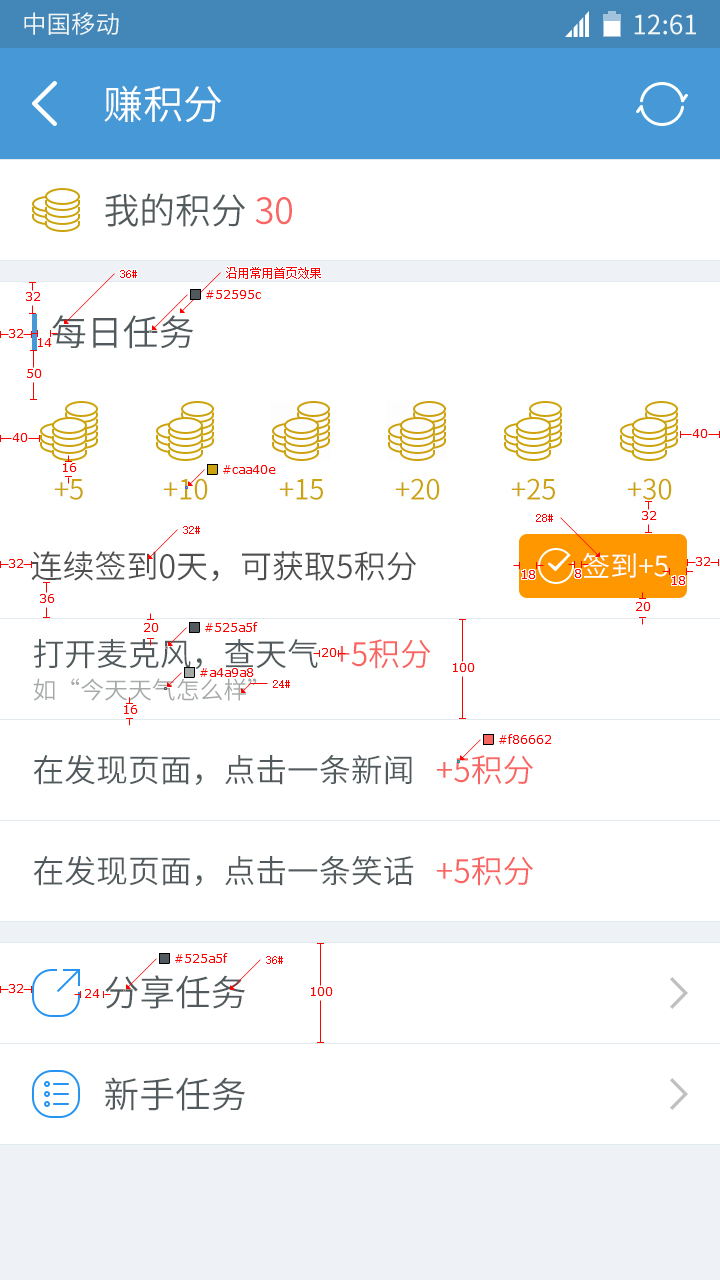 中国移动 12:61
赚积分
我的积分 30
36# 沿用常用首页效果
32 #52595c
32 14 每日任务
50
40 40
16 #caa40e
+5 +10 +15 +20 +25 +30
32# 28# 32
32 连续签到0天，可获取5积分 18 8 签到+5 18 32
36 20
20 #525a5f
打开麦克风，查天气 20 +5积分 100
#a4a9a8
如“今天天气怎么样” 24#
16
#f86662
在发现页面，点击一条新闻 +5积分
在发现页面，点击一条笑话 +5积分
#525a5f 36#
32 24 分享任务 100
新手任务